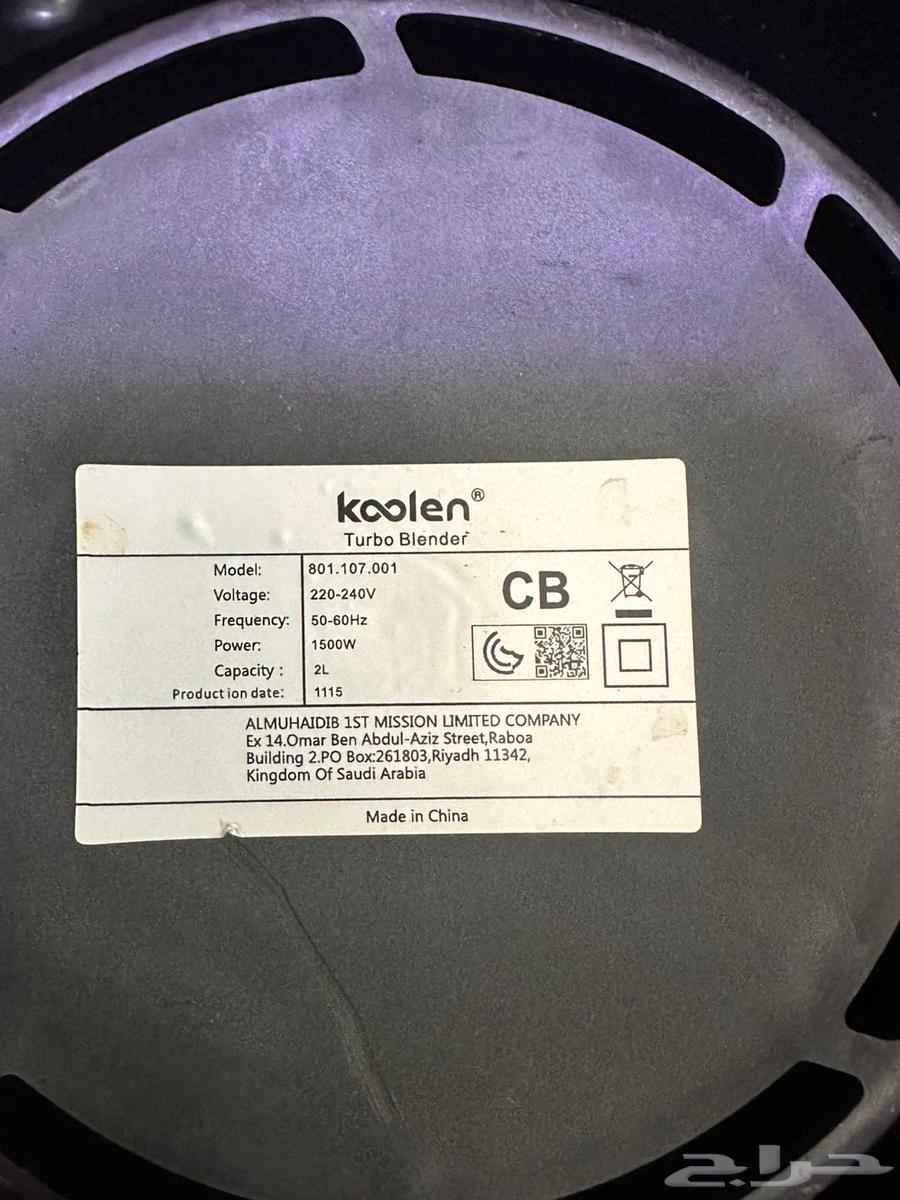 koolen®
Turbo Blender
Model: 801.107.001
Voltage: 220-240V
Frequency: 50-60Hz
Power: 1500W
Capacity : 2L
Production date: 1115
CB
ALMUHAIDIB 1ST MISSION LIMITED COMPANY
Ex 14.Omar Ben Abdul-Aziz Street,Raboa
Building 2.PO Box:261803,Riyadh 11342,
Kingdom Of Saudi Arabia
Made in China
حراج